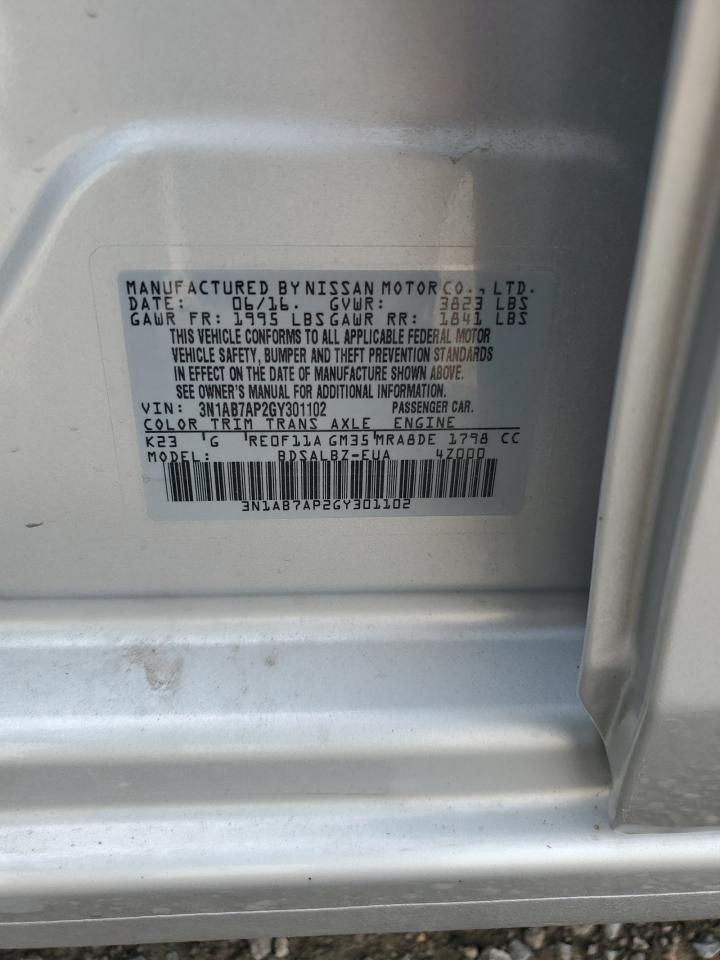 MANUFACTURED BY NISSAN MOTOR CO., LTD.
DATE: 06/16. GVWR: 3823 LBS
GAWR FR: 1995 LBS GAWR RR: 1841 LBS
THIS VEHICLE CONFORMS TO ALL APPLICABLE FEDERAL MOTOR
VEHICLE SAFETY, BUMPER AND THEFT PREVENTION STANDARDS
IN EFFECT ON THE DATE OF MANUFACTURE SHOWN ABOVE.
SEE OWNER'S MANUAL FOR ADDITIONAL INFORMATION.
VIN: 3N1AB7AP2GY301102 PASSENGER CAR.
COLOR TRIM TRANS AXLE ENGINE
K23 G RE0F11A GM35 MRA8DE 1798 CC
MODEL: BDSALBZ-EUA 4Z000
3N1AB7AP2GY301102